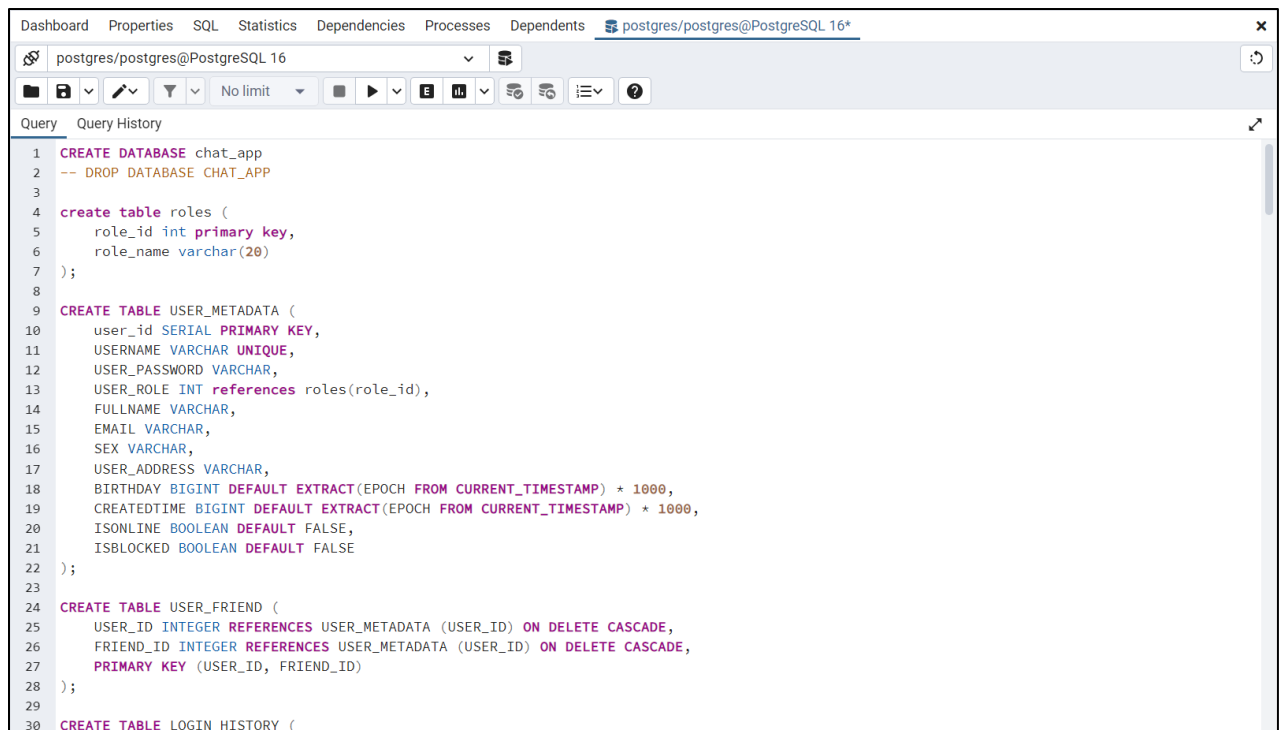 Dashboard Properties SQL Statistics Dependencies Processes Dependents postgres/postgres@PostgreSQL 16*
postgres/postgres@PostgreSQL 16
No limit
Query Query History
1 CREATE DATABASE chat_app
2 -- DROP DATABASE CHAT_APP
3
4 create table roles (
5 role_id int primary key,
6 role_name varchar(20)
7 );
8
9 CREATE TABLE USER_METADATA (
10 user_id SERIAL PRIMARY KEY,
11 USERNAME VARCHAR UNIQUE,
12 USER_PASSWORD VARCHAR,
13 USER_ROLE INT references roles(role_id),
14 FULLNAME VARCHAR,
15 EMAIL VARCHAR,
16 SEX VARCHAR,
17 USER_ADDRESS VARCHAR,
18 BIRTHDAY BIGINT DEFAULT EXTRACT(EPOCH FROM CURRENT_TIMESTAMP) * 1000,
19 CREATEDTIME BIGINT DEFAULT EXTRACT(EPOCH FROM CURRENT_TIMESTAMP) * 1000,
20 ISONLINE BOOLEAN DEFAULT FALSE,
21 ISBLOCKED BOOLEAN DEFAULT FALSE
22 );
23
24 CREATE TABLE USER_FRIEND (
25 USER_ID INTEGER REFERENCES USER_METADATA (USER_ID) ON DELETE CASCADE,
26 FRIEND_ID INTEGER REFERENCES USER_METADATA (USER_ID) ON DELETE CASCADE,
27 PRIMARY KEY (USER_ID, FRIEND_ID)
28 );
29
30 CREATE TABLE LOGIN_HISTORY (